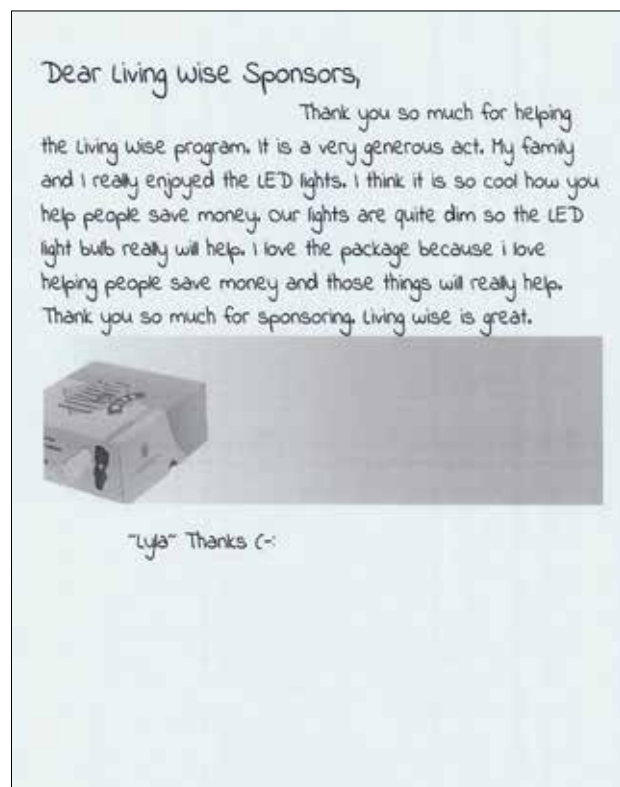 Dear Living Wise Sponsors,
Thank you so much for helping
the Living Wise program. It is a very generous act. My family
and I really enjoyed the LED lights. I think it is so cool how you
help people save money. Our lights are quite dim so the LED
light bulb really will help. I love the package because i love
helping people save money and those things will really help.
Thank you so much for sponsoring. Living wise is great.
"Lyla" Thanks (-: